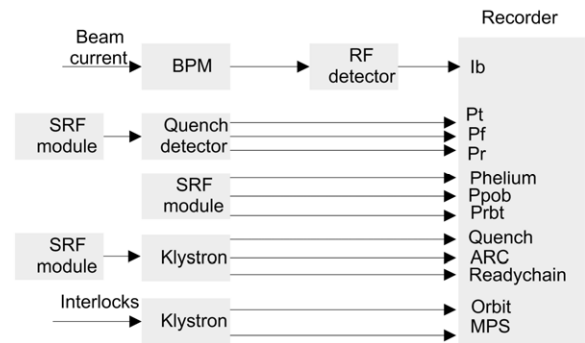 Recorder
Beam
current
BPM
RF
detector
Ib
SRF
module
Quench
detector
Pt
Pf
Pr
SRF
module
Phelium
Ppob
Prbt
SRF
module
Klystron
Quench
ARC
Readychain
Interlocks
Klystron
Orbit
MPS